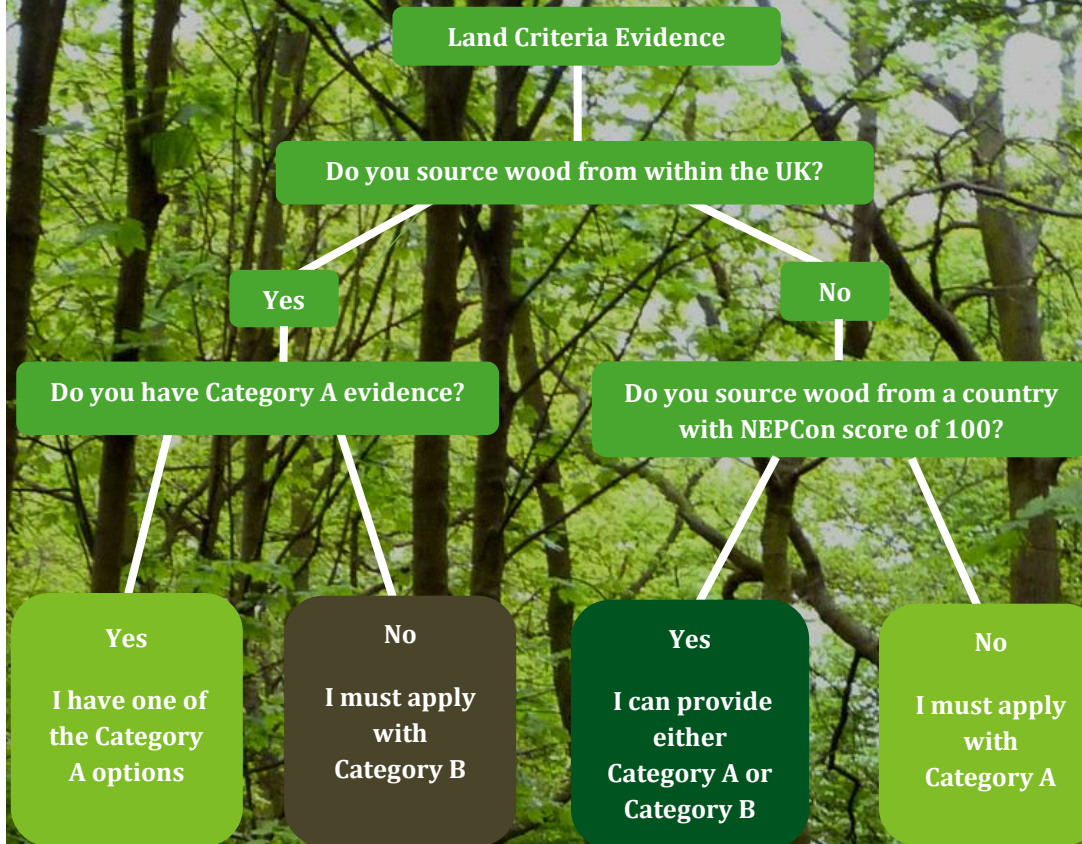 Land Criteria Evidence
Do you source wood from within the UK?
Yes
No
Do you have Category A evidence?
Do you source wood from a country
with NEPCon score of 100?
Yes
I have one of
the Category
A options
No
I must apply
with
Category B
Yes
I can provide
either
Category A or
Category B
No
I must apply
with
Category A